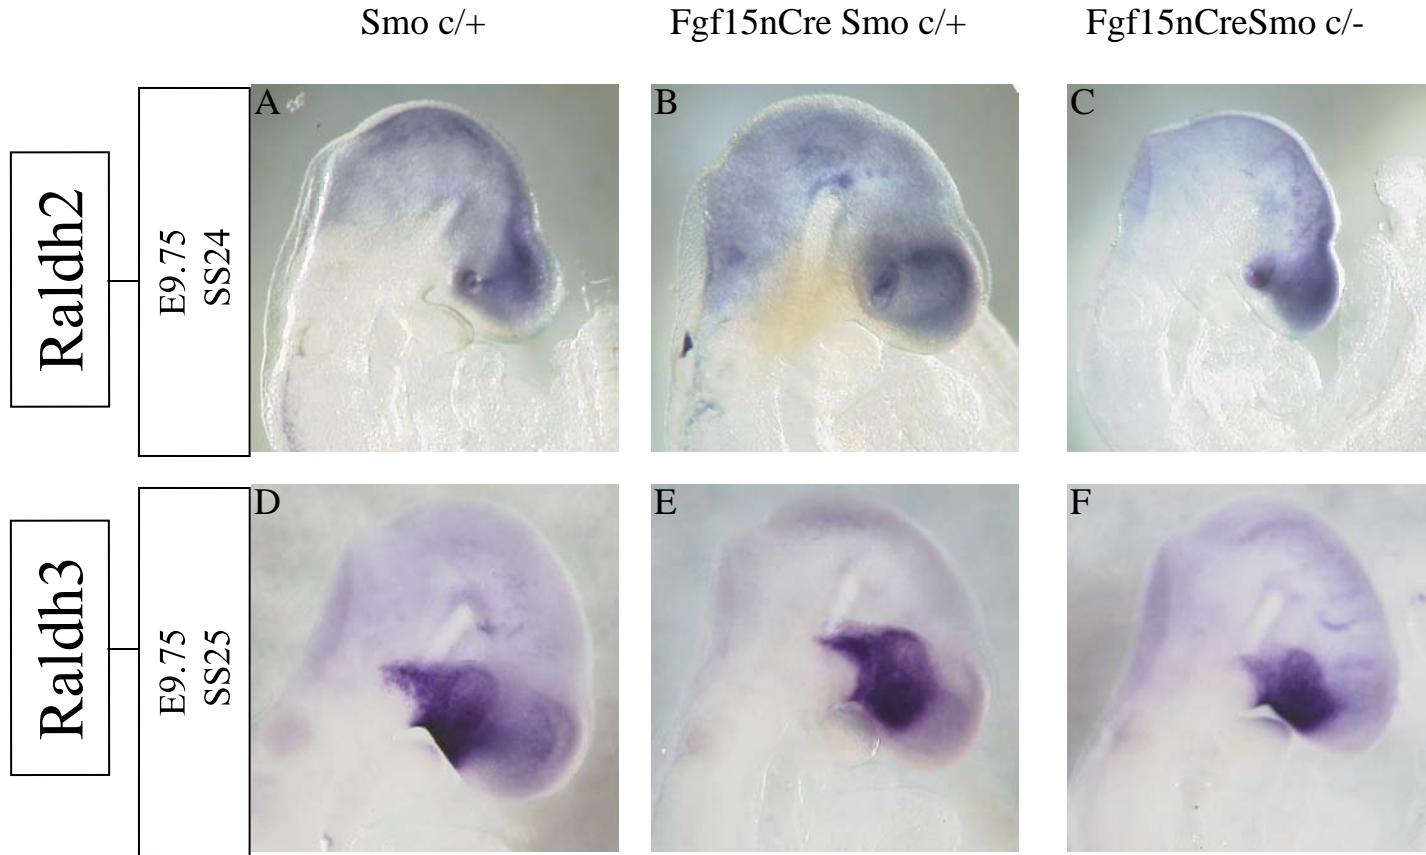 Smo c/+
Fgf15nCre Smo c/+
Fgf15nCreSmo c/-
Raldh2
E9.75
SS24
A
B
C
Raldh3
E9.75
SS25
D
E
F